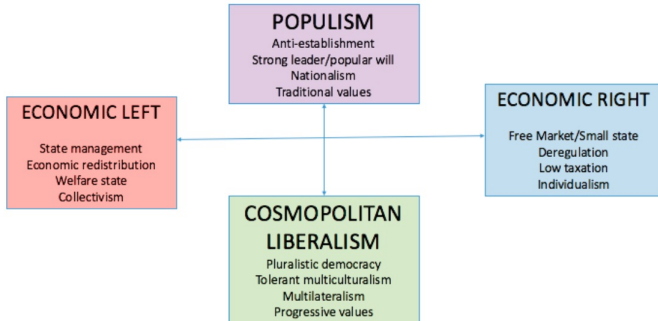 POPULISM
Anti-establishment
Strong leader/popular will
Nationalism
Traditional values
ECONOMIC LEFT
State management
Economic redistribution
Welfare state
Collectivism
ECONOMIC RIGHT
Free Market/Small state
Deregulation
Low taxation
Individualism
COSMOPOLITAN
LIBERALISM
Pluralistic democracy
Tolerant multiculturalism
Multilateralism
Progressive values